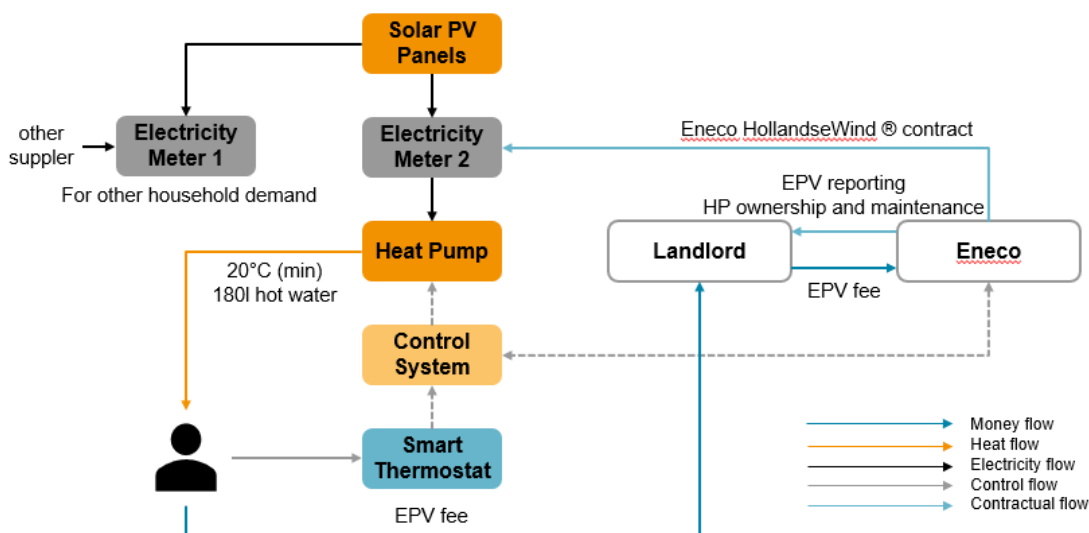 Solar PV
Panels
other
suppler
Electricity
Meter 1
For other household demand
Electricity
Meter 2
Eneco HollandseWind ® contract
EPV reporting
HP ownership and maintenance
Heat Pump
20°C (min)
180l hot water
Landlord
Eneco
EPV fee
Control
System
Smart
Thermostat
EPV fee
Money flow
Heat flow
Electricity flow
Control flow
Contractual flow